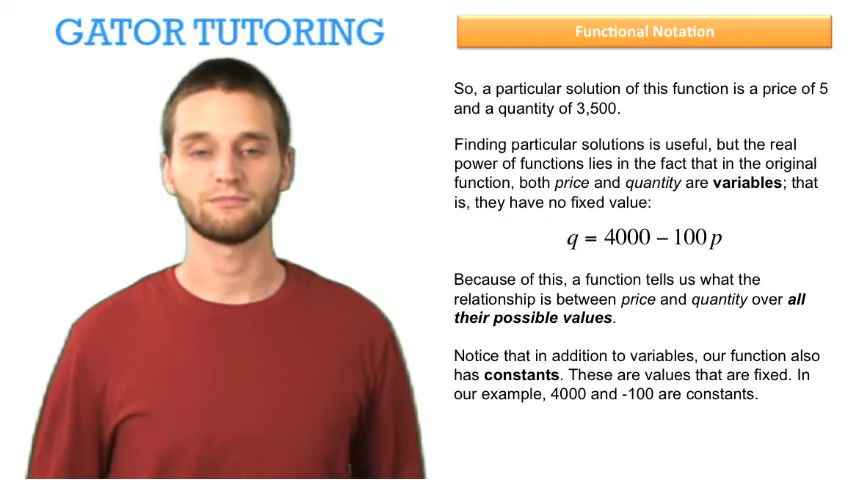 GATOR TUTORING
Functional Notation
So, a particular solution of this function is a price of 5
and a quantity of 3,500.
Finding particular solutions is useful, but the real
power of functions lies in the fact that in the original
function, both price and quantity are variables; that
is, they have no fixed value:
q = 4000 − 100 p
Because of this, a function tells us what the
relationship is between price and quantity over all
their possible values.
Notice that in addition to variables, our function also
has constants. These are values that are fixed. In
our example, 4000 and -100 are constants.